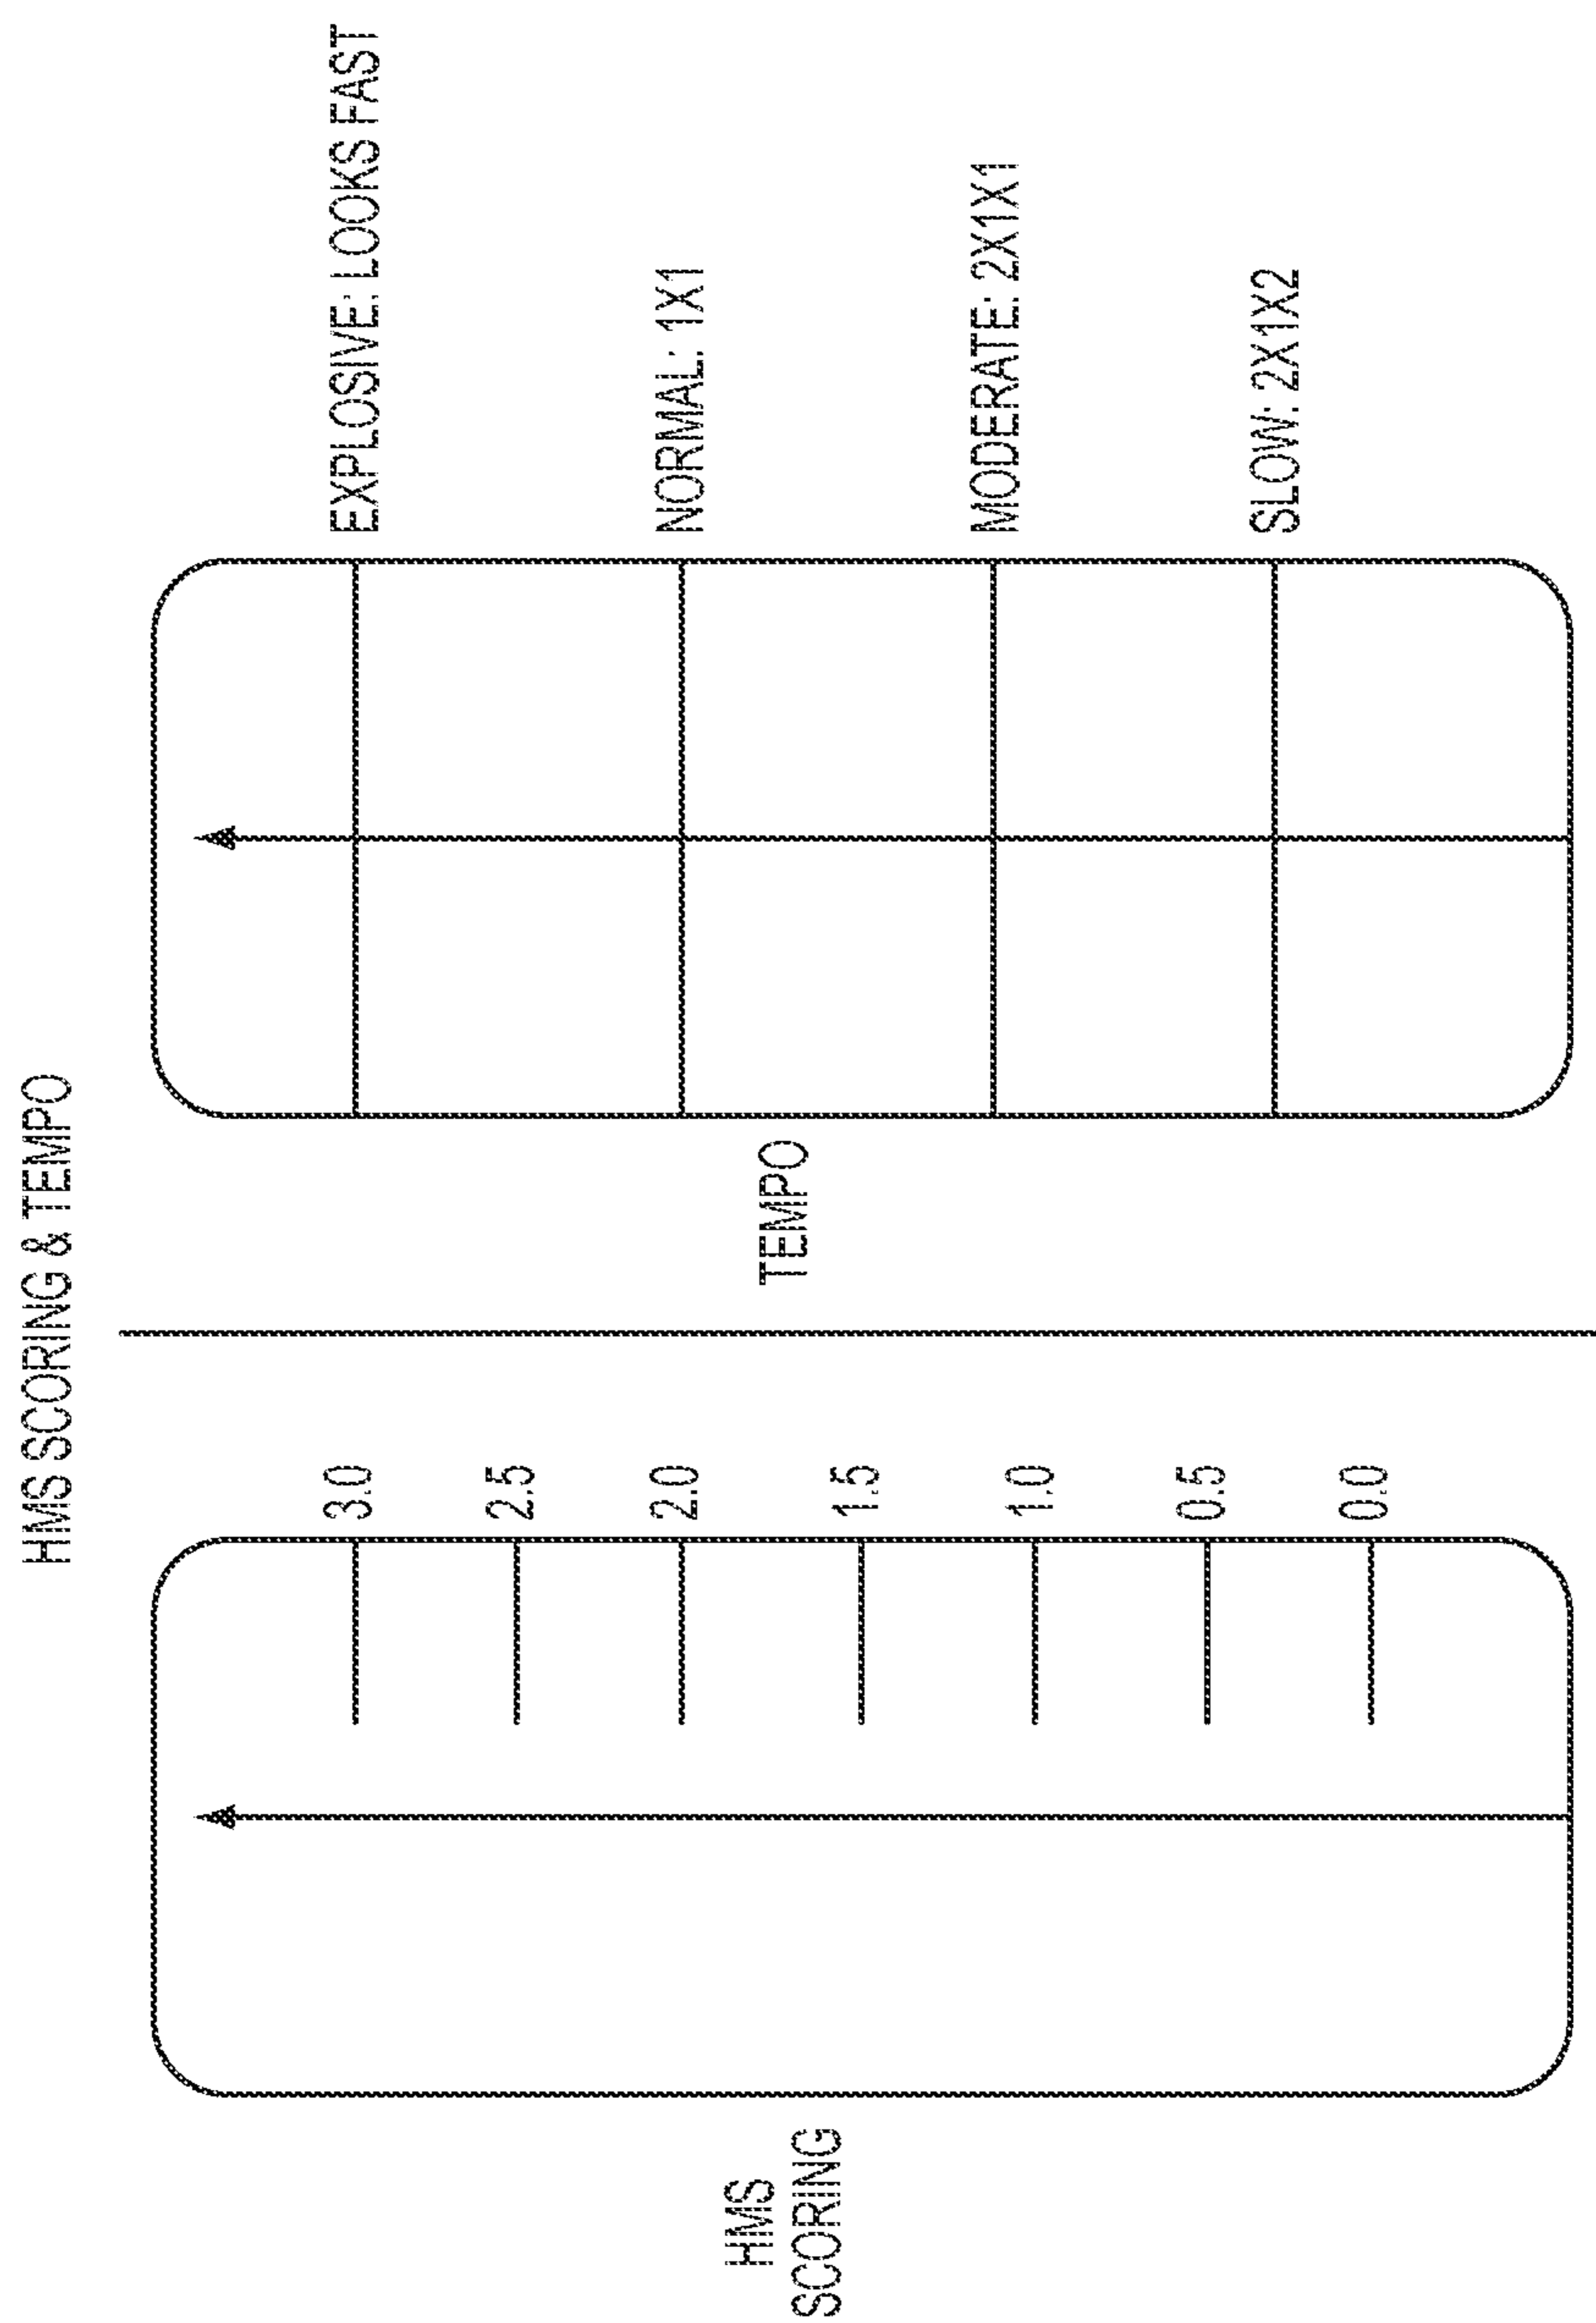 HMS SCORING & TEMPO
HMS
SCORING
3.0
2.5
2.0
1.5
1.0
0.5
0.0
TEMPO
EXPLOSIVE: LOOKS FAST
NORMAL: 1X1
MODERATE: 2X1X1
SLOW: 2X1X2